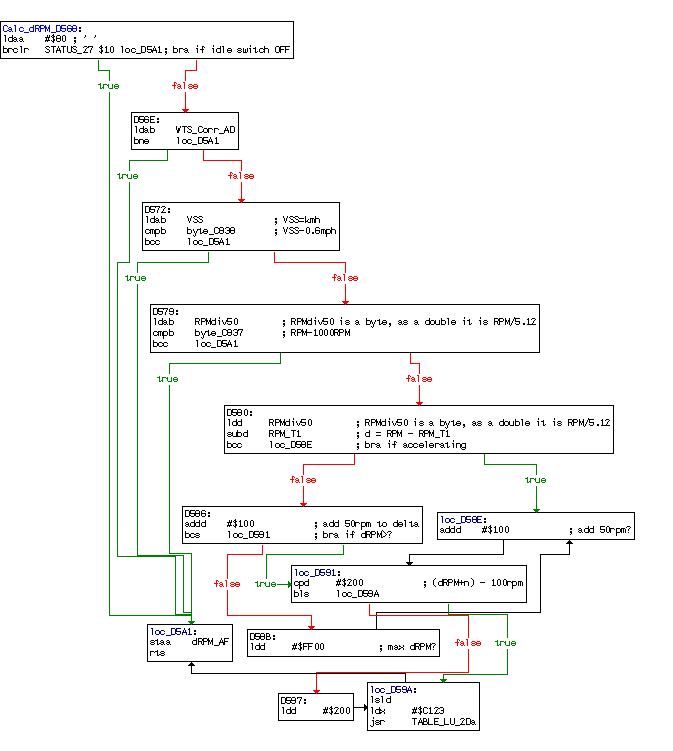 Calc_dRPM_D568:
ldaa #$80 ; ' '
brclr STATUS_27 $10 loc_D5A1; bra if idle switch OFF
true
false
D56E:
ldab VTS_Corr_AD
bne loc_D5A1
true
false
D572:
ldab VSS ; VSS=kmh
cmpb byte_C838 ; VSS-0.6mph
bcc loc_D5A1
true
false
D579:
ldab RPMdiv50 ; RPMdiv50 is a byte, as a double it is RPM/5.12
cmpb byte_C837 ; RPM-1000RPM
bcc loc_D5A1
true
false
D580:
ldd RPMdiv50 ; RPMdiv50 is a byte, as a double it is RPM/5.12
subd RPM_T1 ; d = RPM - RPM_T1
bcc loc_D58E ; bra if accelerating
false
true
D586:
addd #$100 ; add 50rpm to delta
bcs loc_D591 ; bra if dRPM>?
loc_D58E:
addd #$100 ; add 50rpm?
false
true
loc_D591:
cpd #$200 ; (dRPM+n) - 100rpm
bls loc_D59A
loc_D5A1:
staa dRPM_AF
rts
D58B:
ldd #$FF00 ; max dRPM?
false
true
D597:
ldd #$200
loc_D59A:
lsld
ldx #$C123
jsr TABLE_LU_2Da